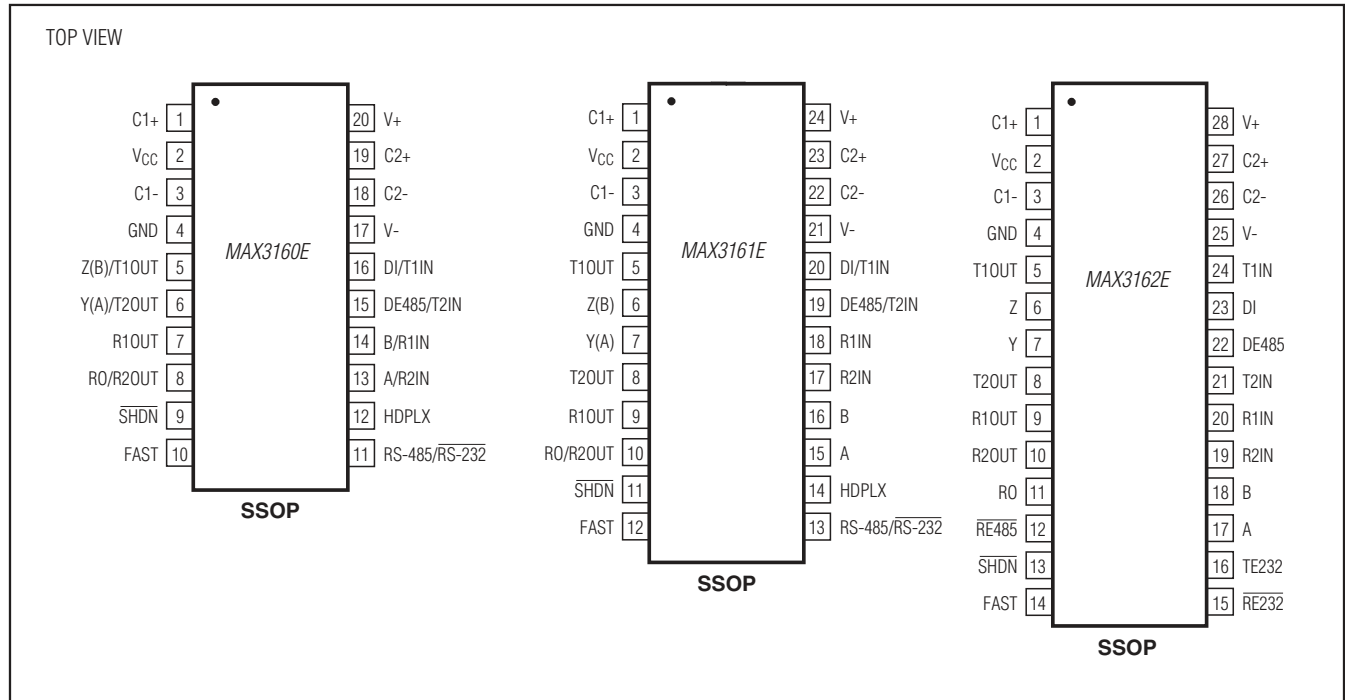 TOP VIEW
C1+ 1 20 V+
VCC 2 19 C2+
C1- 3 18 C2-
GND 4 17 V-
Z(B)/T1OUT 5 16 DI/T1IN
Y(A)/T2OUT 6 15 DE485/T2IN
R1OUT 7 14 B/R1IN
RO/R2OUT 8 13 A/R2IN
SHDN 9 12 HDPLX
FAST 10 11 RS-485/RS-232
MAX3160E
SSOP
C1+ 1 24 V+
VCC 2 23 C2+
C1- 3 22 C2-
GND 4 21 V-
T1OUT 5 20 DI/T1IN
Z(B) 6 19 DE485/T2IN
Y(A) 7 18 R1IN
T2OUT 8 17 R2IN
R1OUT 9 16 B
RO/R2OUT 10 15 A
SHDN 11 14 HDPLX
FAST 12 13 RS-485/RS-232
MAX3161E
SSOP
C1+ 1 28 V+
VCC 2 27 C2+
C1- 3 26 C2-
GND 4 25 V-
T1OUT 5 24 T1IN
Z 6 23 DI
Y 7 22 DE485
T2OUT 8 21 T2IN
R1OUT 9 20 R1IN
R2OUT 10 19 R2IN
RO 11 18 B
RE485 12 17 A
SHDN 13 16 TE232
FAST 14 15 RE232
MAX3162E
SSOP